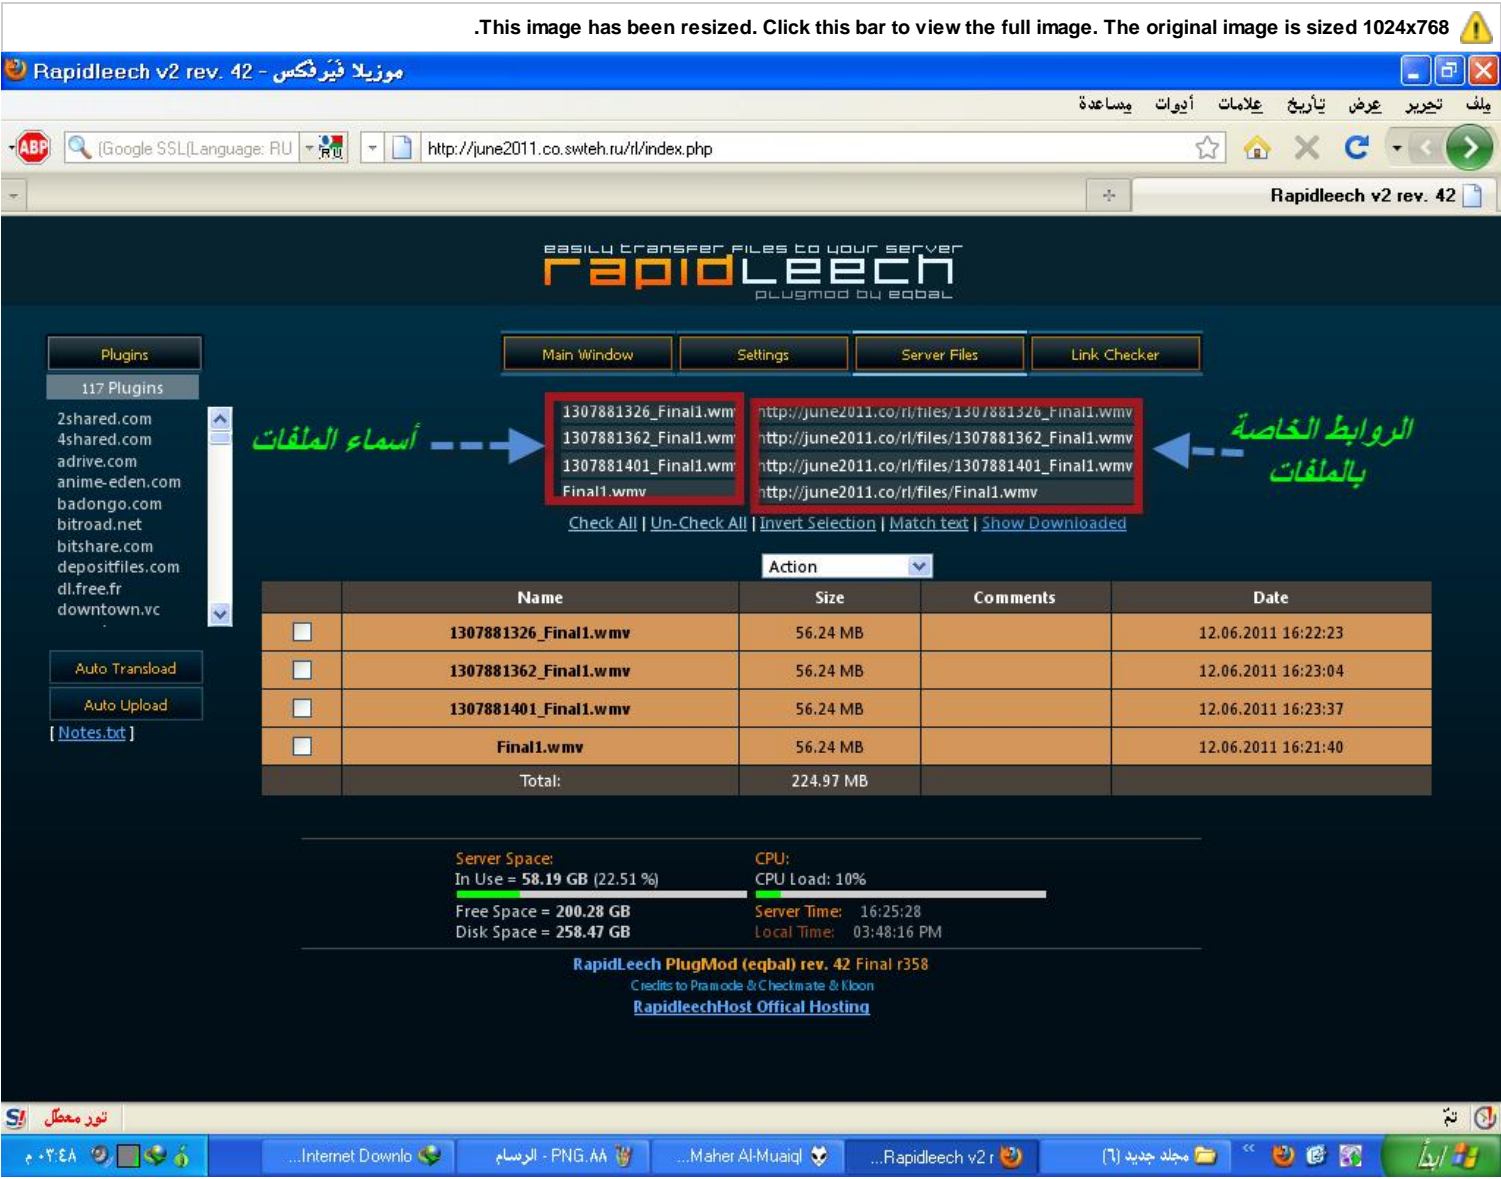 .This image has been resized. Click this bar to view the full image. The original image is sized 1024x768
Rapidleech v2 rev. 42 - موزيلا فَيَرفُكس
ملف تحرير عرض تأريخ علامات أدوات مساعدة
ABP (Google SSL(Language: RU RU http://june2011.co.swteh.ru/rl/index.php
Rapidleech v2 rev. 42
easily transfer files to your server
rapidleech
plugmod by eqbal
Plugins
Main Window Settings Server Files Link Checker
117 Plugins
2shared.com
4shared.com
adrive.com
anime-eden.com
badongo.com
bitroad.net
bitshare.com
depositfiles.com
dl.free.fr
downtown.vc
1307881326_Final1.wmv http://june2011.co/rl/files/1307881326_Final1.wmv
1307881362_Final1.wmv http://june2011.co/rl/files/1307881362_Final1.wmv
1307881401_Final1.wmv http://june2011.co/rl/files/1307881401_Final1.wmv
Final1.wmv http://june2011.co/rl/files/Final1.wmv
أسماء الملفات
الروابط الخاصة
بالملفات
Check All | Un-Check All | Invert Selection | Match text | Show Downloaded
Action
Name Size Comments Date
1307881326_Final1.wmv 56.24 MB 12.06.2011 16:22:23
1307881362_Final1.wmv 56.24 MB 12.06.2011 16:23:04
1307881401_Final1.wmv 56.24 MB 12.06.2011 16:23:37
Final1.wmv 56.24 MB 12.06.2011 16:21:40
Total: 224.97 MB
Auto Transload
Auto Upload
[ Notes.txt ]
Server Space: CPU:
In Use = 58.19 GB (22.51 %) CPU Load: 10%
Free Space = 200.28 GB Server Time: 16:25:28
Disk Space = 258.47 GB Local Time: 03:48:16 PM
RapidLeech PlugMod (eqbal) rev. 42 Final r358
Credits to Pramode & Checkmate & Kloon
RapidleechHost Offical Hosting
تمّ
تور معطّل
S!
ابدأ
مجلد جديد (٦)
...Rapidleech v2 r
...Maher Al-Muaiql
PNG.٨٨ - الرسام
...Internet Downlo
٠٣:٤٨ م